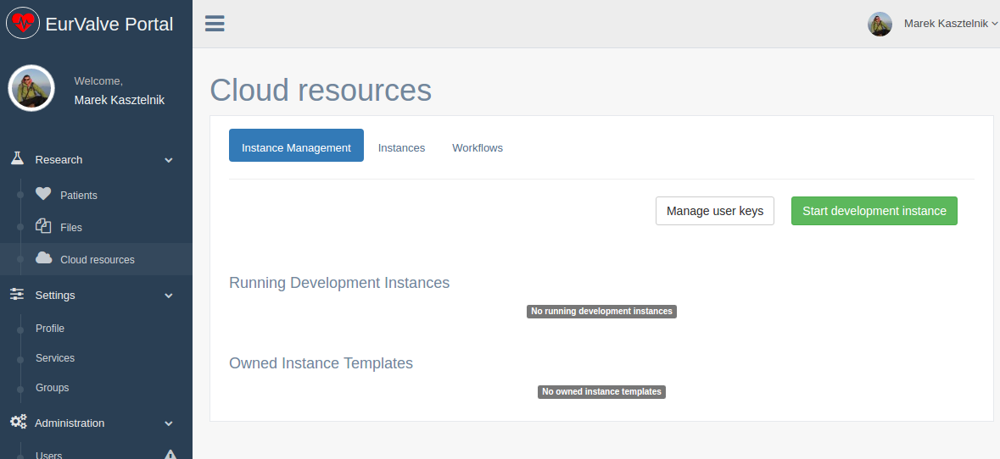 EurValve Portal
Marek Kasztelnik
Welcome,
Marek Kasztelnik
Research
Patients
Files
Cloud resources
Settings
Profile
Services
Groups
Administration
Users
Cloud resources
Instance Management Instances Workflows
Manage user keys Start development instance
Running Development Instances
No running development instances
Owned Instance Templates
No owned instance templates